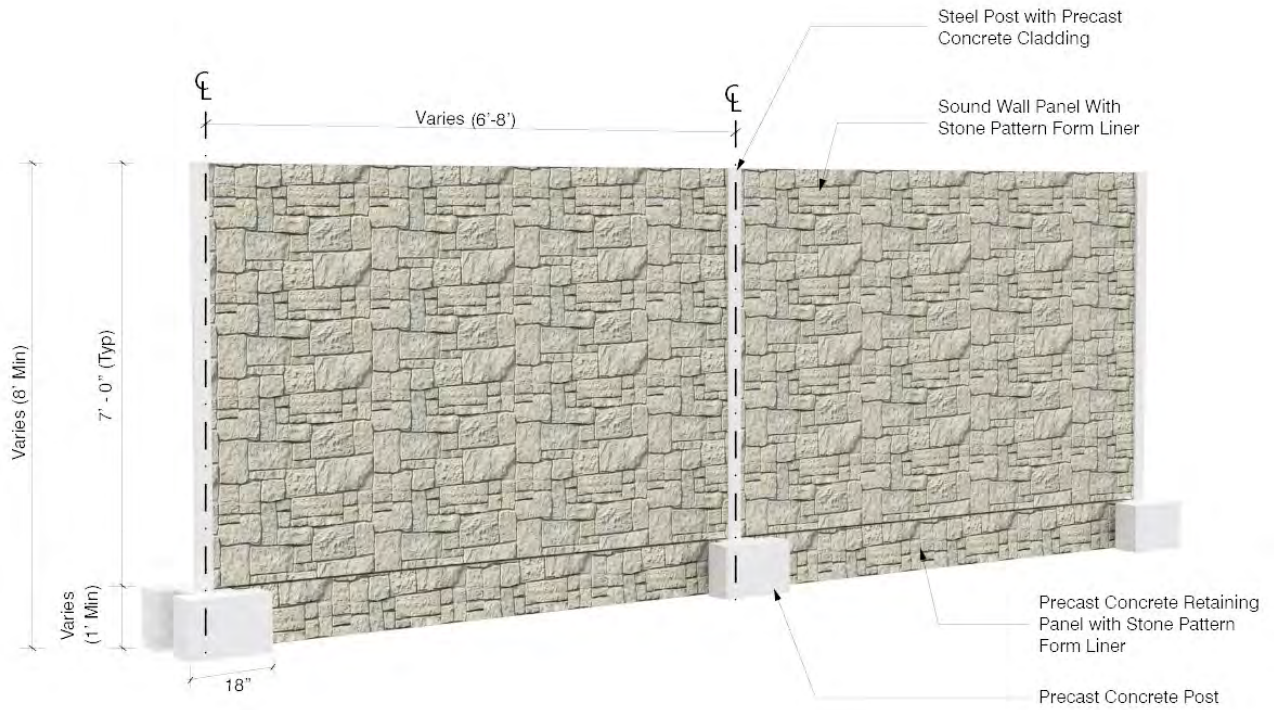 Steel Post with Precast
Concrete Cladding
℄
℄
Varies (6'-8')
Sound Wall Panel With
Stone Pattern Form Liner
Varies (8' Min)
7' - 0" (Typ)
Varies
(1' Min)
18"
Precast Concrete Retaining
Panel with Stone Pattern
Form Liner
Precast Concrete Post